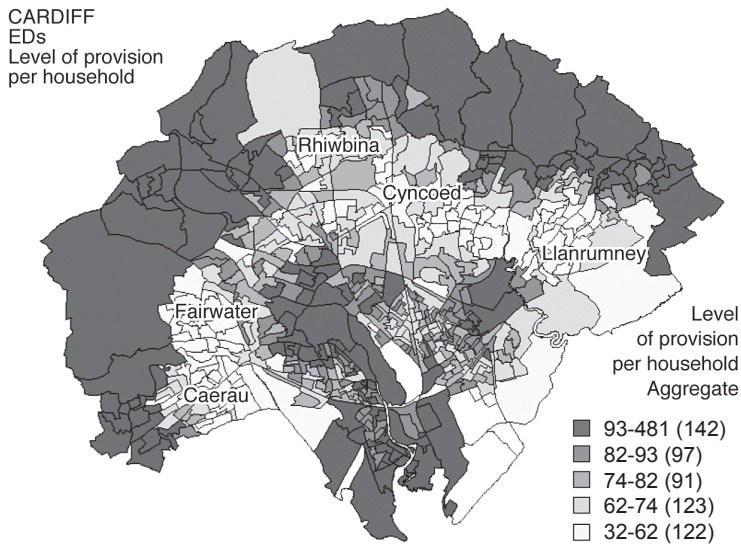 CARDIFF
EDs
Level of provision
per household
Rhiwbina
Cyncoed
Llanrumney
Fairwater
Caerau
Level
of provision
per household
Aggregate
93-481 (142)
82-93 (97)
74-82 (91)
62-74 (123)
32-62 (122)